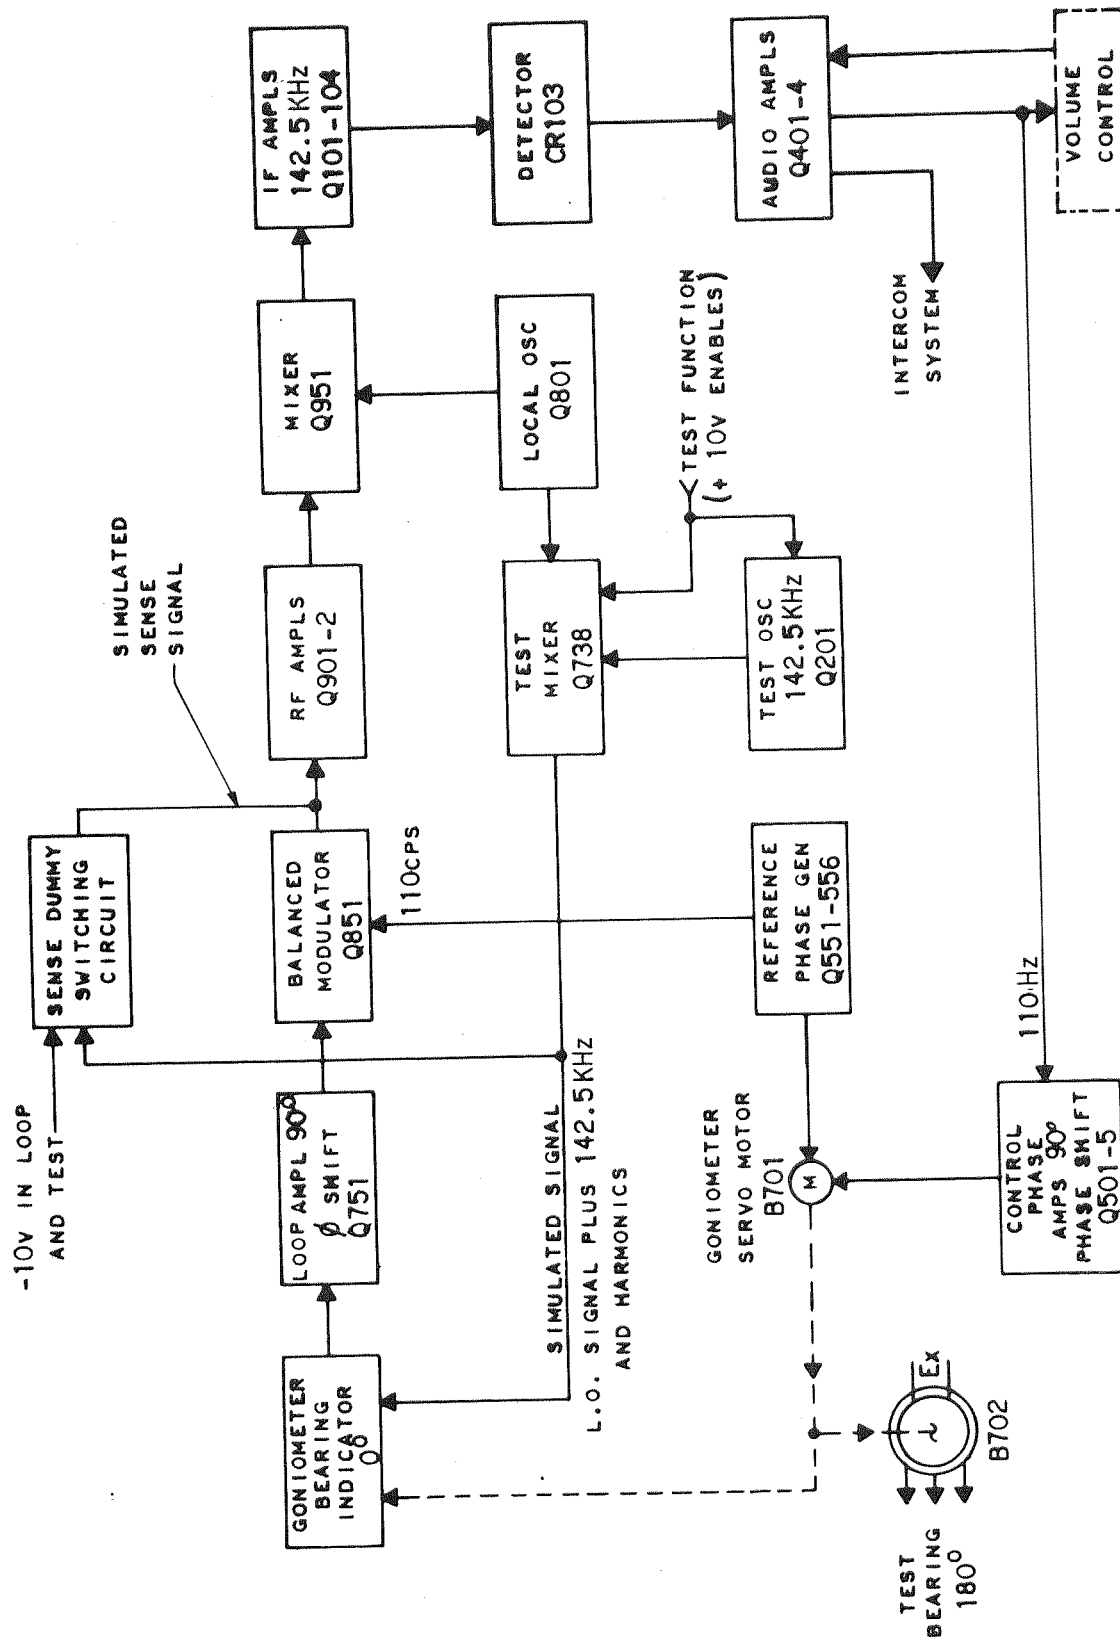 -10V IN LOOP
AND TEST
SENSE DUMMY
SWITCHING
CIRCUIT
SIMULATED
SENSE
SIGNAL
GONIOMETER
BEARING
INDICATOR
0°
LOOP AMPL 90°
Ø SHIFT
Q751
BALANCED
MODULATOR
Q851
RF AMPLS
Q901-2
MIXER
Q951
IF AMPLS
142.5KHz
Q101-104
110CPS
SIMULATED SIGNAL
L.O. SIGNAL PLUS 142.5KHz
AND HARMONICS
TEST
MIXER
Q738
LOCAL OSC
Q801
DETECTOR
CR103
TEST FUNCTION
(+ 10V ENABLES)
GONIOMETER
SERVO MOTOR
B701
M
REFERENCE
PHASE GEN
Q551-556
TEST OSC
142.5KHz
Q201
AUDIO AMPLS
Q401-4
INTERCOM
SYSTEM
TEST
BEARING
180°
Ex
B702
CONTROL
PHASE
AMPS 90°
PHASE SHIFT
Q501-5
110Hz
VOLUME
CONTROL